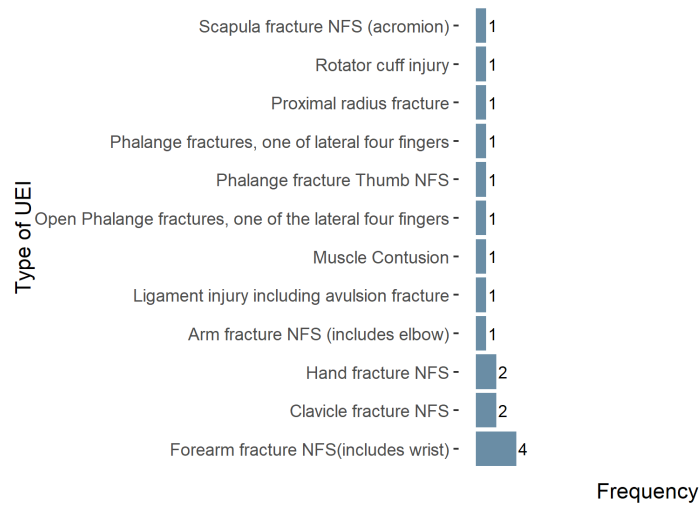 Scapula fracture NFS (acromion) 1
Rotator cuff injury 1
Proximal radius fracture 1
Phalange fractures, one of lateral four fingers 1
Phalange fracture Thumb NFS 1
Open Phalange fractures, one of the lateral four fingers 1
Muscle Contusion 1
Ligament injury including avulsion fracture 1
Arm fracture NFS (includes elbow) 1
Hand fracture NFS 2
Clavicle fracture NFS 2
Forearm fracture NFS(includes wrist) 4
Type of UEI
Frequency